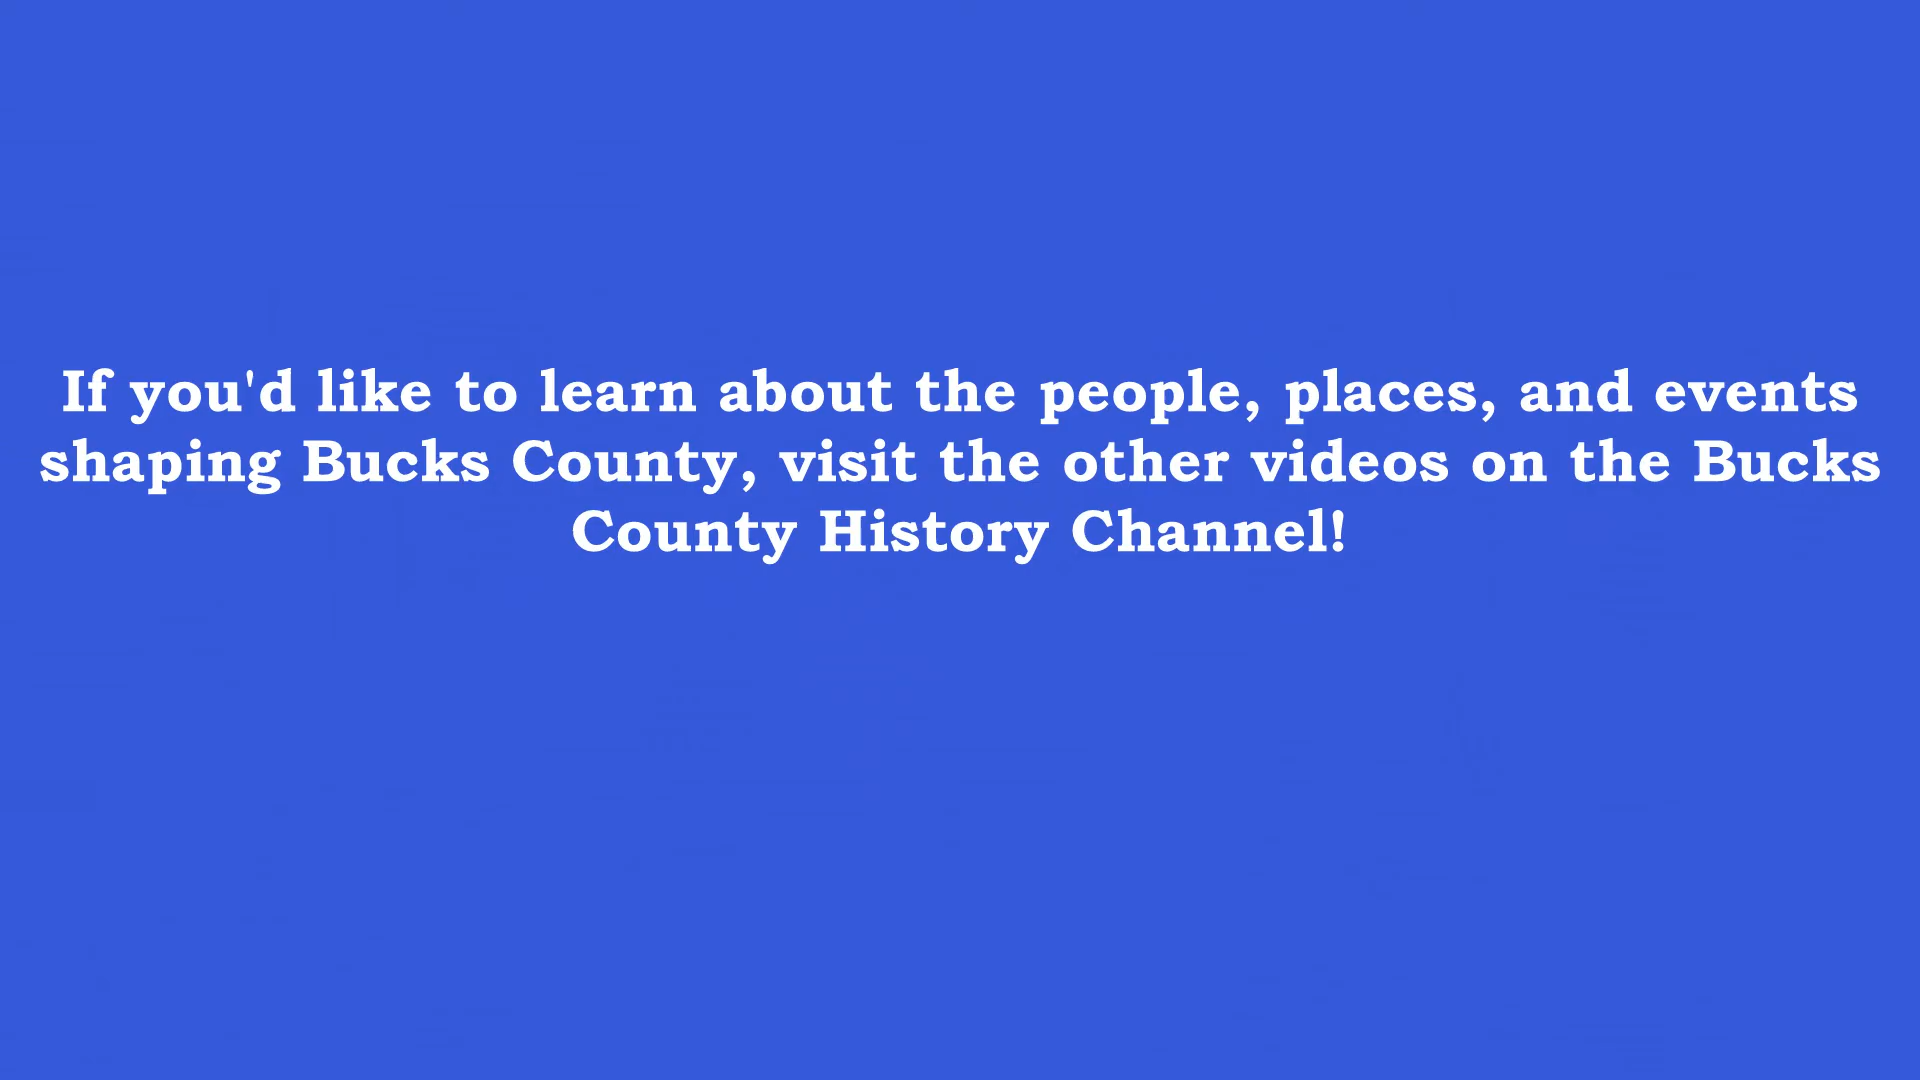 If you'd like to learn about the people, places, and events
shaping Bucks County, visit the other videos on the Bucks
County History Channel!